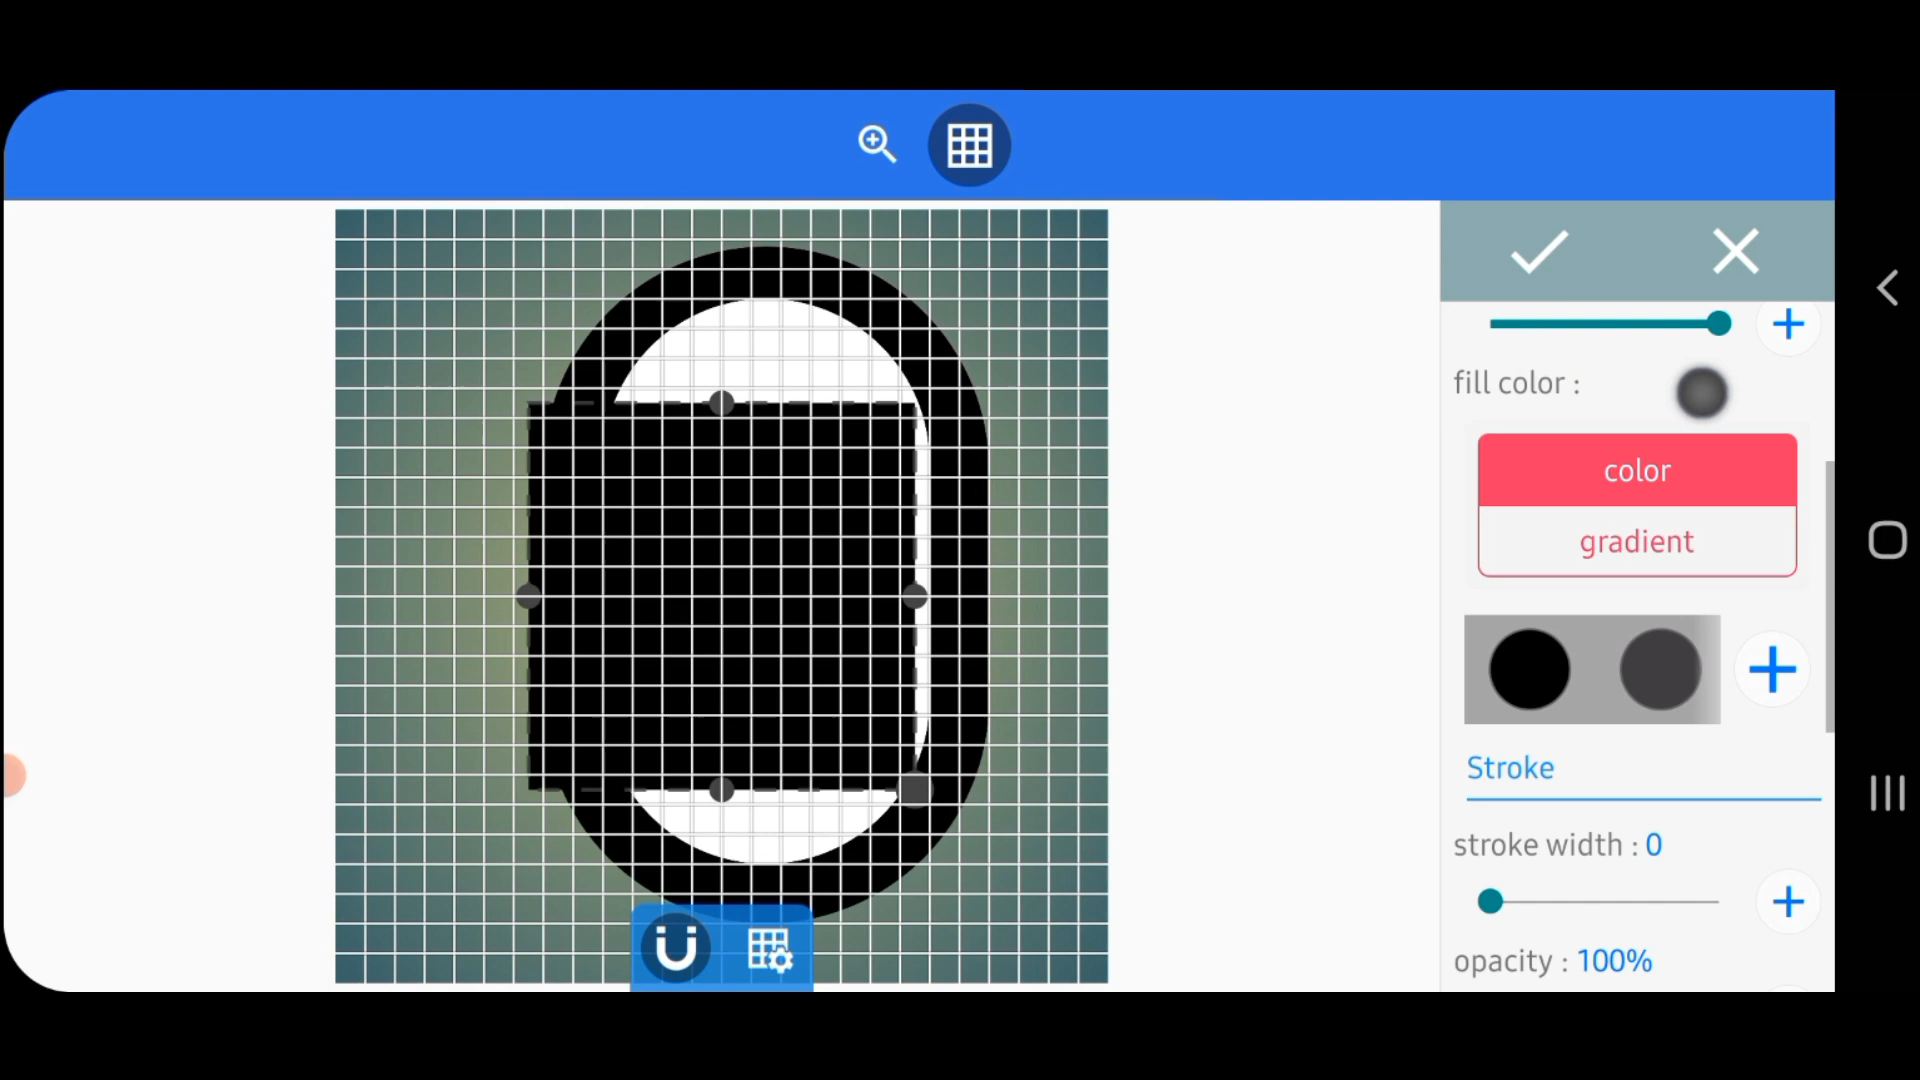 fill color :
color
gradient
Stroke
stroke width : 0
opacity : 100%